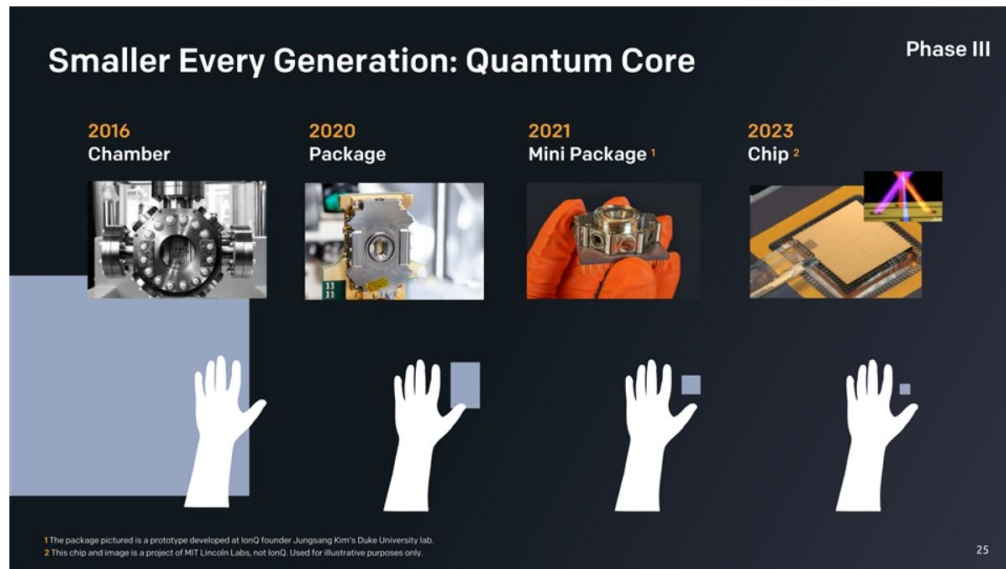 Smaller Every Generation: Quantum Core
Phase III
2016
Chamber
2020
Package
2021
Mini Package 1
2023
Chip 2
1 The package pictured is a prototype developed at IonQ founder Jungsang Kim's Duke University lab.
2 This chip and image is a project of MIT Lincoln Labs, not IonQ. Used for illustrative purposes only.
25